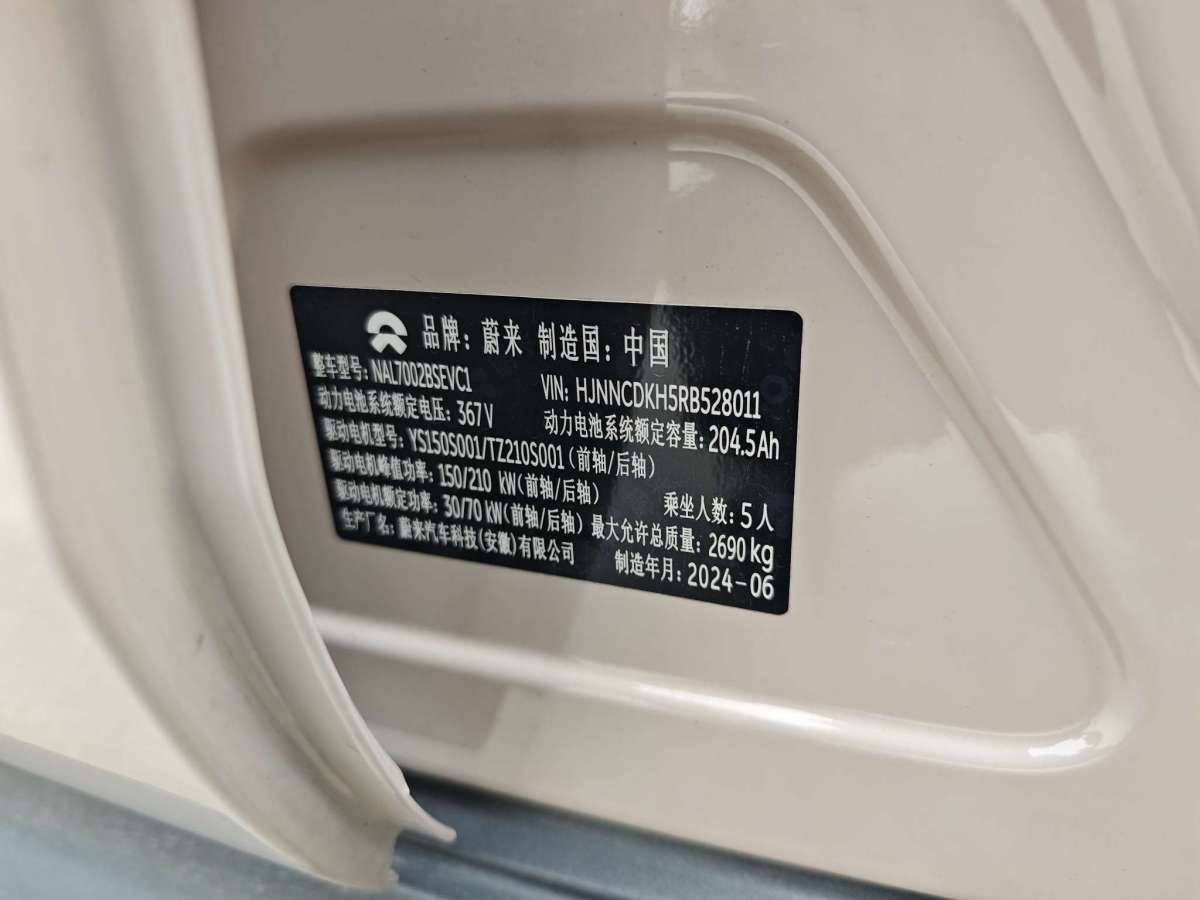 品牌：蔚来 制造国：中国
整车型号：NAL7002BSEVC1 VIN：HJNNCDKH5RB528011
动力电池系统额定电压：367V 动力电池系统额定容量：204.5Ah
驱动电机型号：YS150S001/TZ210S001(前轴/后轴)
驱动电机峰值功率：150/210 kW(前轴/后轴) 乘坐人数：5人
驱动电机额定功率：30/70 kW(前轴/后轴) 最大允许总质量：2690kg
生产厂名：蔚来汽车科技(安徽)有限公司 制造年月：2024-06